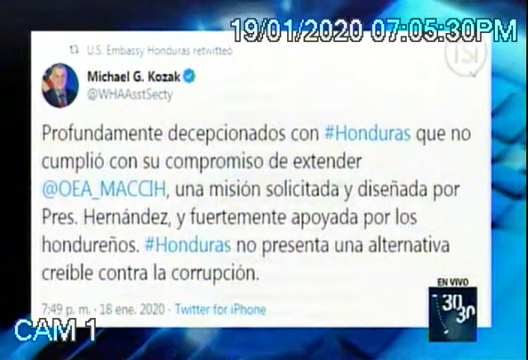 19/01/2020 07:05:30PM
U.S. Embassy Honduras retwitteó
TSI
Michael G. Kozak
@WHAAsstSecty
Profundamente decepcionados con #Honduras que no
cumplió con su compromiso de extender
@OEA_MACCIH, una misión solicitada y diseñada por
Pres. Hernández, y fuertemente apoyada por los
hondureños. #Honduras no presenta una alternativa
creíble contra la corrupción.
7:49 p. m. · 18 ene. 2020 · Twitter for iPhone
EN VIVO
30
30
CAM 1